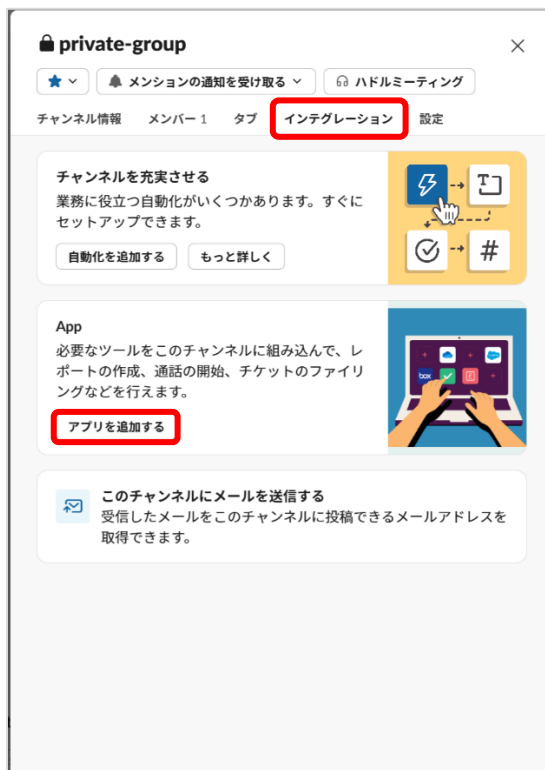 private-group
メンションの通知を受け取る
ハドルミーティング
チャンネル情報 メンバー 1 タブ インテグレーション 設定
チャンネルを充実させる
業務に役立つ自動化がいくつかあります。すぐに
セットアップできます。
自動化を追加する もっと詳しく
T
#
App
必要なツールをこのチャンネルに組み込んで、レ
ポートの作成、通話の開始、チケットのファイリ
ングなどを行えます。
アプリを追加する
box
このチャンネルにメールを送信する
受信したメールをこのチャンネルに投稿できるメールアドレスを
取得できます。